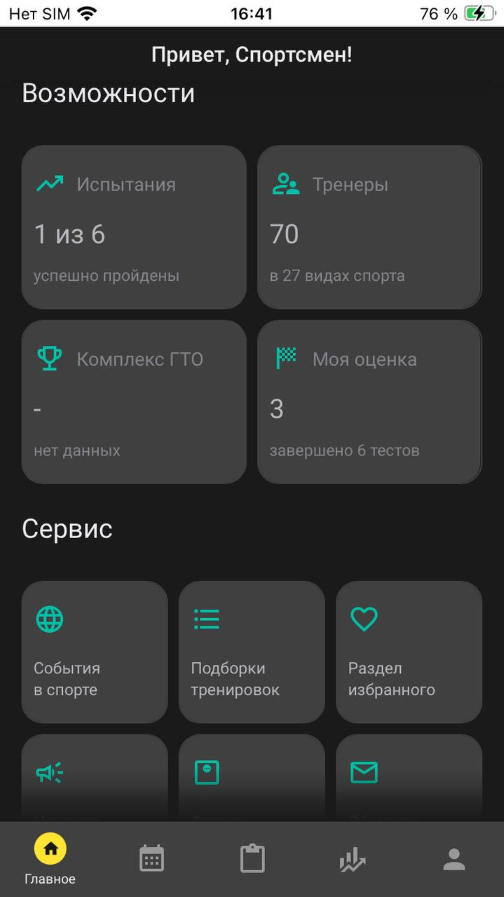 Нет SIM
16:41
76 %
Привет, Спортсмен!
Возможности
Испытания
1 из 6
успешно пройдены
Тренеры
70
в 27 видах спорта
Комплекс ГТО
-
нет данных
Моя оценка
3
завершено 6 тестов
Сервис
События
в спорте
Подборки
тренировок
Раздел
избранного
Главное